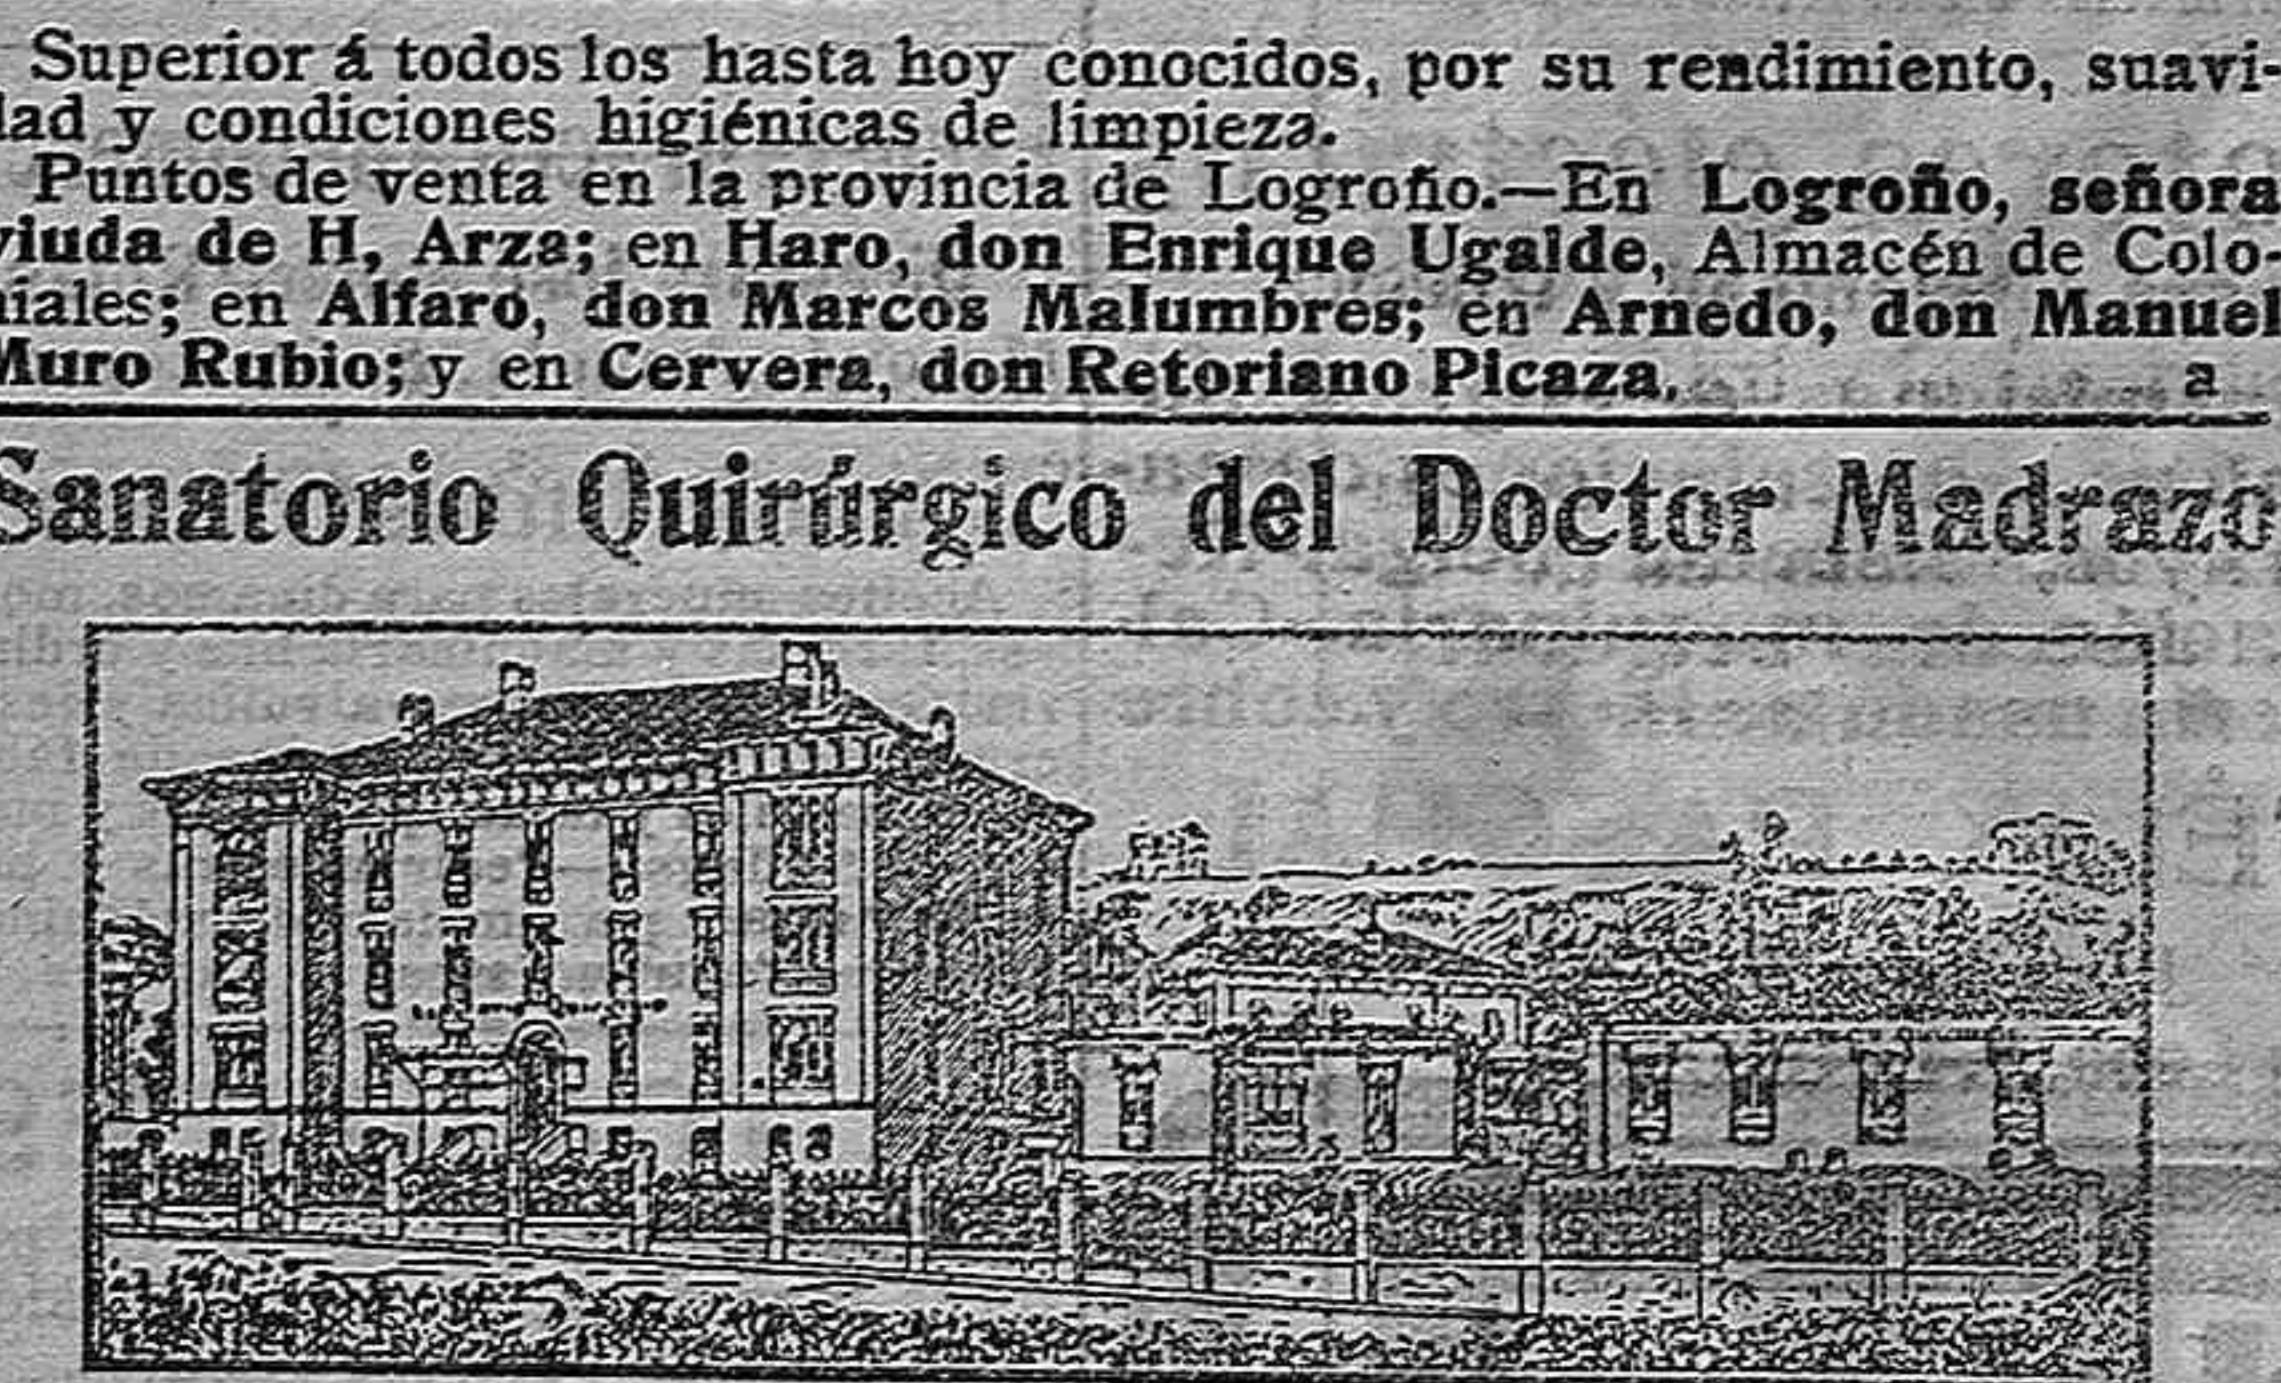 Superior á todos los hasta hoy conocidos, por su rendimiento, suavi-
dad y condiciones higiénicas de limpieza.
Puntos de venta en la provincia de Logroño.—En Logroño, señora
viuda de H, Arza; en Haro, don Enrique Ugalde, Almacén de Colo-
niales; en Alfaro, don Marcos Malumbres; en Arnedo, don Manuel
Muro Rubio; y en Cervera, don Retoriano Picaza. a
Sanatorio Quirúrgico del Doctor Madrazo